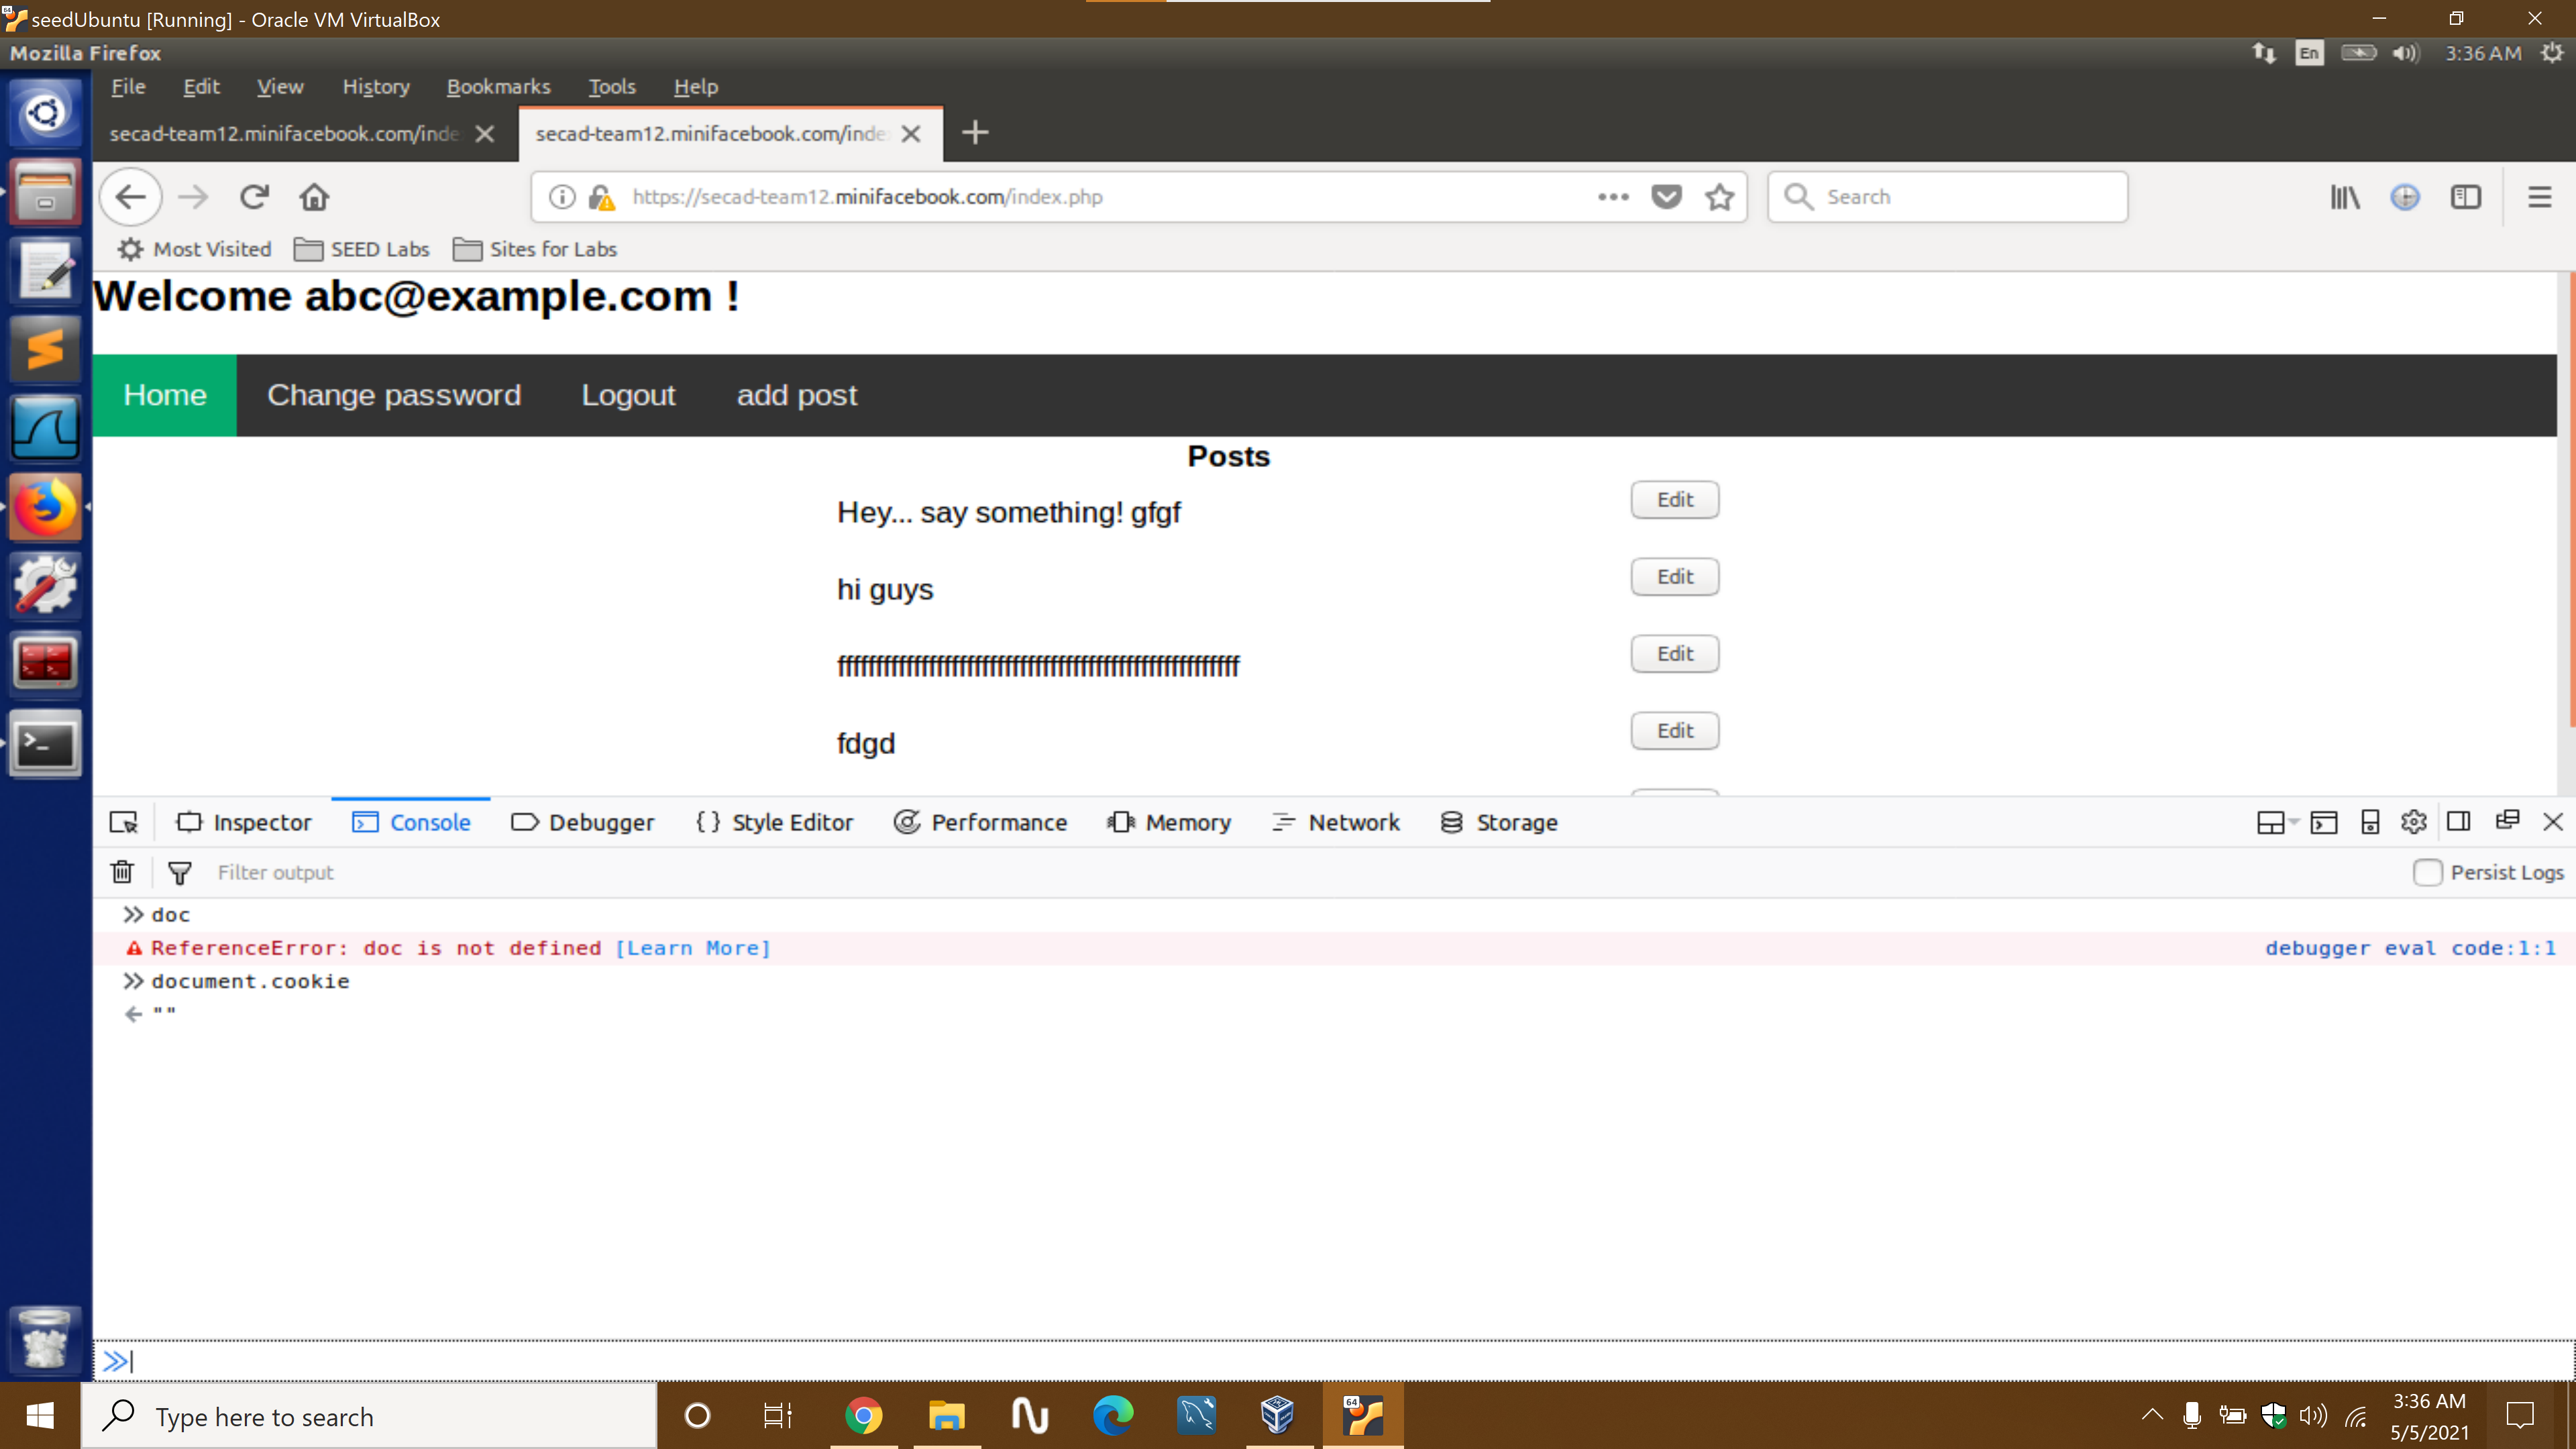 seedUbuntu [Running] - Oracle VM VirtualBox
Mozilla Firefox
En
3:36 AM
File Edit View History Bookmarks Tools Help
secad-team12.minifacebook.com/inde
secad-team12.minifacebook.com/inde
https://secad-team12.minifacebook.com/index.php
Search
Most Visited SEED Labs Sites for Labs
Welcome abc@example.com !
Home Change password Logout add post
Posts
Hey... say something! gfgf Edit
hi guys Edit
Edit
fdgd Edit
Inspector Console Debugger { } Style Editor Performance Memory Network Storage
Filter output Persist Logs
doc
ReferenceError: doc is not defined [Learn More] debugger eval code:1:1
document.cookie
""
Type here to search
64
3:36 AM
5/5/2021